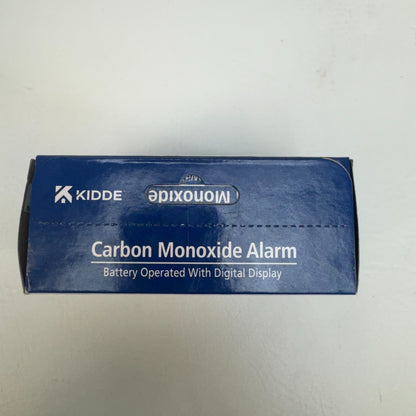 KIDDE
Monoxide
Carbon Monoxide Alarm
Battery Operated With Digital Display